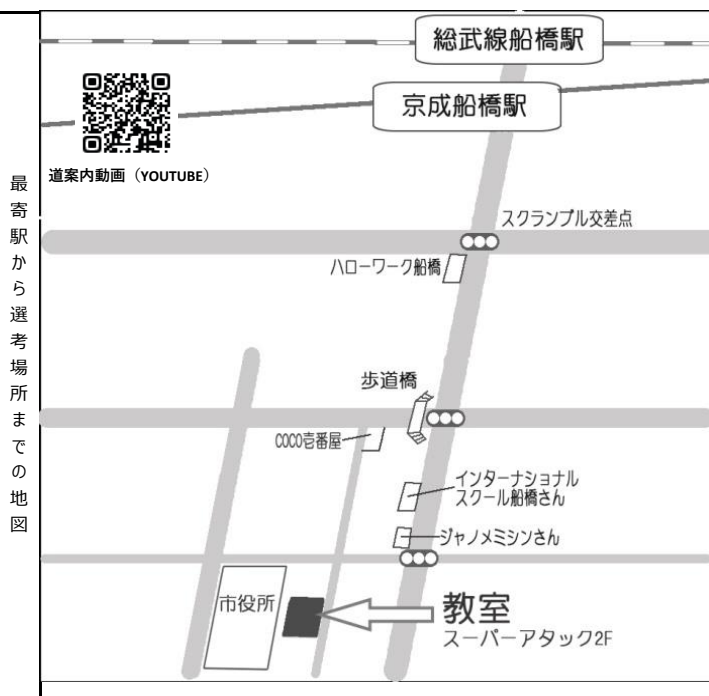 最寄駅から選考場所までの地図
総武線船橋駅
京成船橋駅
道案内動画（YOUTUBE）
スクランブル交差点
ハローワーク船橋
歩道橋
COCO壱番屋
インターナショナル
スクール船橋さん
ジャノメミシンさん
市役所
教室
スーパーアタック2F